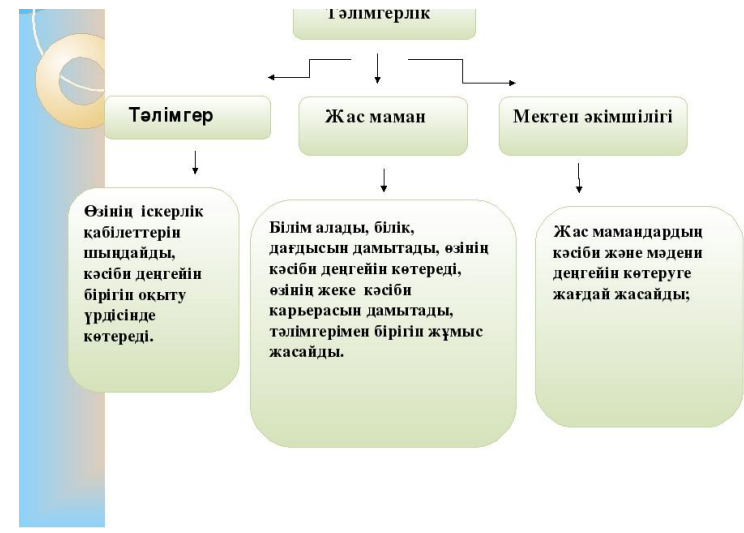 Тәлімгерлік
Тәлімгер
Жас маман
Мектеп әкімшілігі
Өзінің іскерлік
қабілеттерін
шыңдайды,
кәсіби деңгейін
бірігіп оқыту
үрдісінде
көтереді.
Білім алады, білік,
дағдысын дамытады, өзінің
кәсіби деңгейін көтереді,
өзінің жеке кәсіби
карьерасын дамытады,
тәлімгерімен бірігіп жұмыс
жасайды.
Жас мамандардың
кәсіби және мәдени
деңгейін көтеруге
жағдай жасайды;